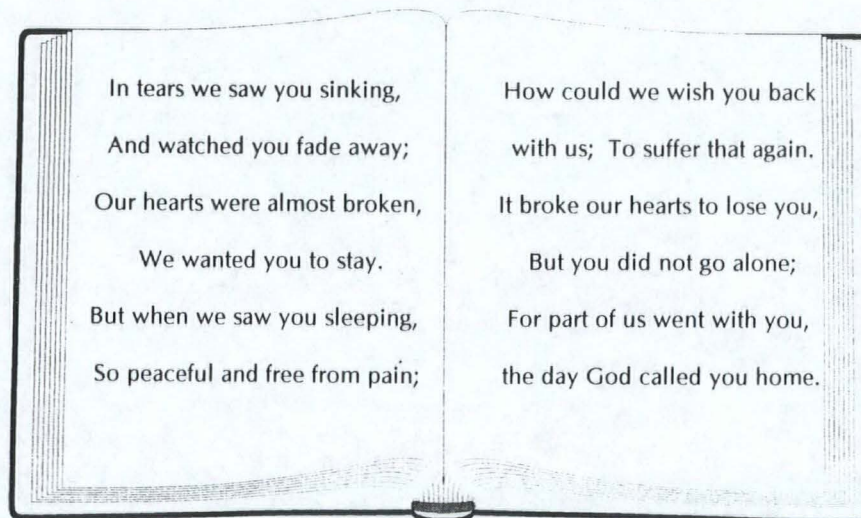 In tears we saw you sinking,
And watched you fade away;
Our hearts were almost broken,
We wanted you to stay.
But when we saw you sleeping,
So peaceful and free from pain;
How could we wish you back
with us; To suffer that again.
It broke our hearts to lose you,
But you did not go alone;
For part of us went with you,
the day God called you home.